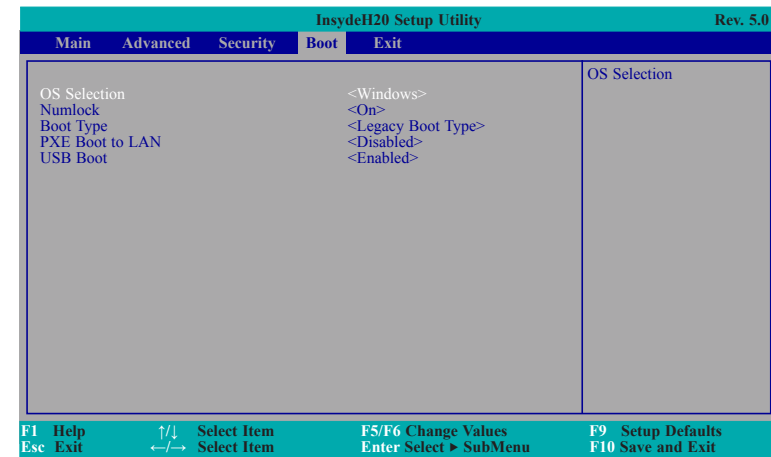 InsydeH20 Setup Utility Rev. 5.0
Main Advanced Security Boot Exit
OS Selection <Windows>
Numlock <On>
Boot Type <Legacy Boot Type>
PXE Boot to LAN <Disabled>
USB Boot <Enabled>
OS Selection
F1 Help ↑/↓ Select Item F5/F6 Change Values F9 Setup Defaults
Esc Exit ←/→ Select Item Enter Select ► SubMenu F10 Save and Exit